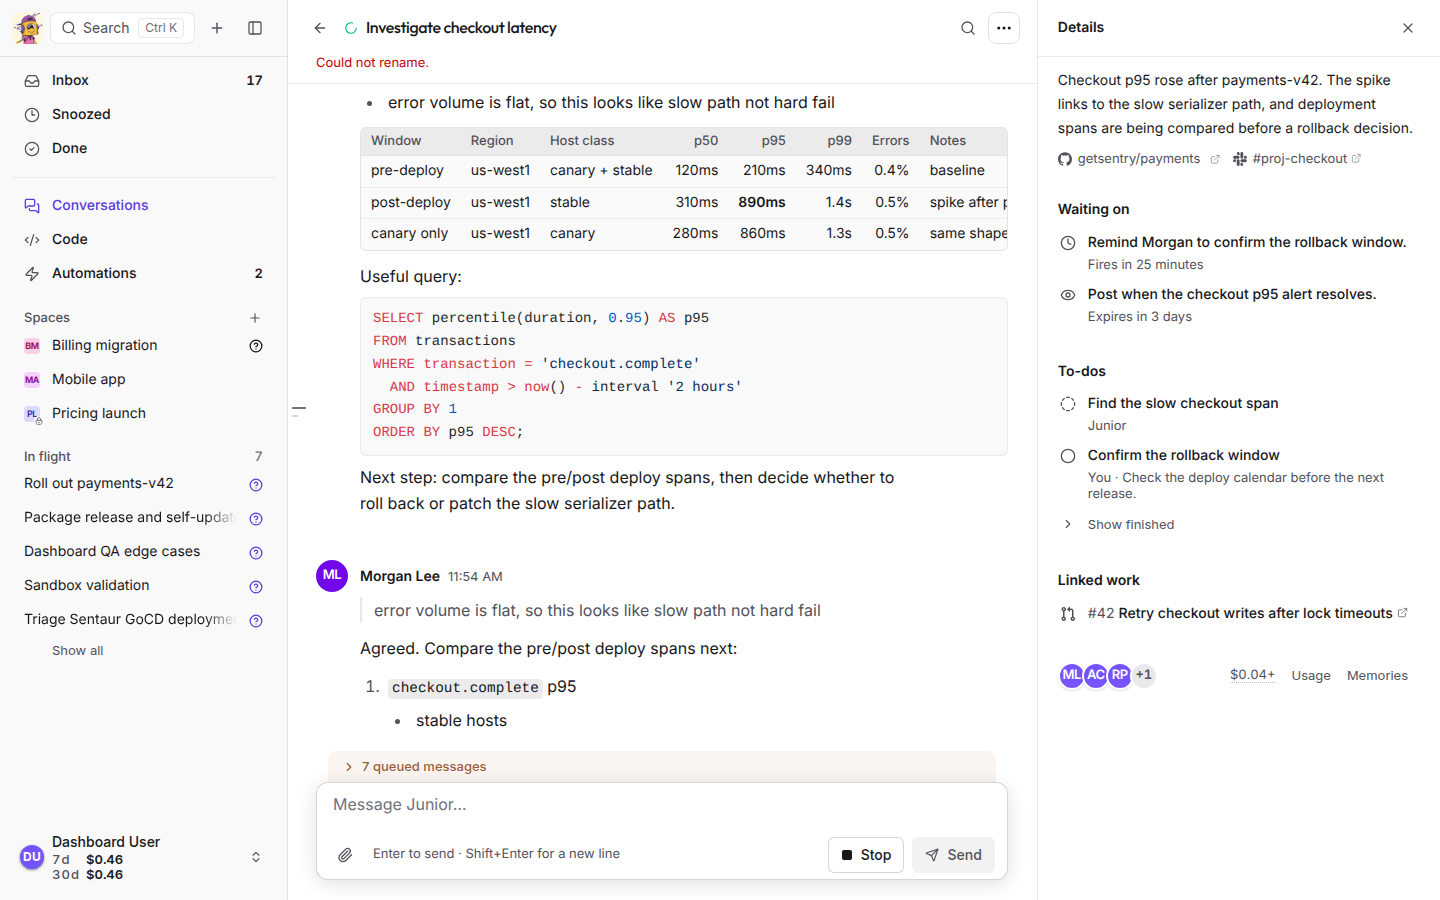 Search Ctrl K
Inbox 17
Snoozed
Done
Conversations
Code
Automations 2
Spaces
BM Billing migration
MA Mobile app
PL Pricing launch
In flight 7
Roll out payments-v42
Package release and self-update
Dashboard QA edge cases
Sandbox validation
Triage Sentaur GoCD deployme
Show all
DU Dashboard User
7d $0.46
30d $0.46
Investigate checkout latency
Could not rename.
• error volume is flat, so this looks like slow path not hard fail
Window Region Host class p50 p95 p99 Errors Notes
pre-deploy us-west1 canary + stable 120ms 210ms 340ms 0.4% baseline
post-deploy us-west1 stable 310ms 890ms 1.4s 0.5% spike after p
canary only us-west1 canary 280ms 860ms 1.3s 0.5% same shape
Useful query:
SELECT percentile(duration, 0.95) AS p95
FROM transactions
WHERE transaction = 'checkout.complete'
AND timestamp > now() - interval '2 hours'
GROUP BY 1
ORDER BY p95 DESC;
Next step: compare the pre/post deploy spans, then decide whether to
roll back or patch the slow serializer path.
ML Morgan Lee 11:54 AM
error volume is flat, so this looks like slow path not hard fail
Agreed. Compare the pre/post deploy spans next:
1. checkout.complete p95
• stable hosts
7 queued messages
Message Junior...
Enter to send · Shift+Enter for a new line
Stop Send
Details
Checkout p95 rose after payments-v42. The spike
links to the slow serializer path, and deployment
spans are being compared before a rollback decision.
getsentry/payments #proj-checkout
Waiting on
Remind Morgan to confirm the rollback window.
Fires in 25 minutes
Post when the checkout p95 alert resolves.
Expires in 3 days
To-dos
Find the slow checkout span
Junior
Confirm the rollback window
You · Check the deploy calendar before the next
release.
Show finished
Linked work
#42 Retry checkout writes after lock timeouts
ML AC RP +1 $0.04+ Usage Memories